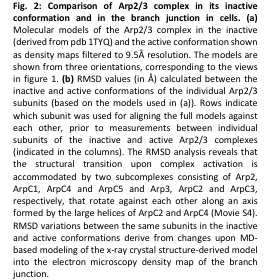 Fig. 2: Comparison of Arp2/3 complex in its inactive
conformation and in the branch junction in cells. (a)
Molecular models of the Arp2/3 complex in the inactive
(derived from pdb 1TYQ) and the active conformation shown
as density maps filtered to 9.5Å resolution. The models are
shown from three orientations, corresponding to the views
in figure 1. (b) RMSD values (in Å) calculated between the
inactive and active conformations of the individual Arp2/3
subunits (based on the models used in (a)). Rows indicate
which subunit was used for aligning the full models against
each other, prior to measurements between individual
subunits of the inactive and active Arp2/3 complexes
(indicated in the columns). The RMSD analysis reveals that
the structural transition upon complex activation is
accommodated by two subcomplexes consisting of Arp2,
ArpC1, ArpC4 and ArpC5 and Arp3, ArpC2 and ArpC3,
respectively, that rotate against each other along an axis
formed by the large helices of ArpC2 and ArpC4 (Movie S4).
RMSD variations between the same subunits in the inactive
and active conformations derive from changes upon MD-
based modeling of the x-ray crystal structure-derived model
into the electron microscopy density map of the branch
junction.